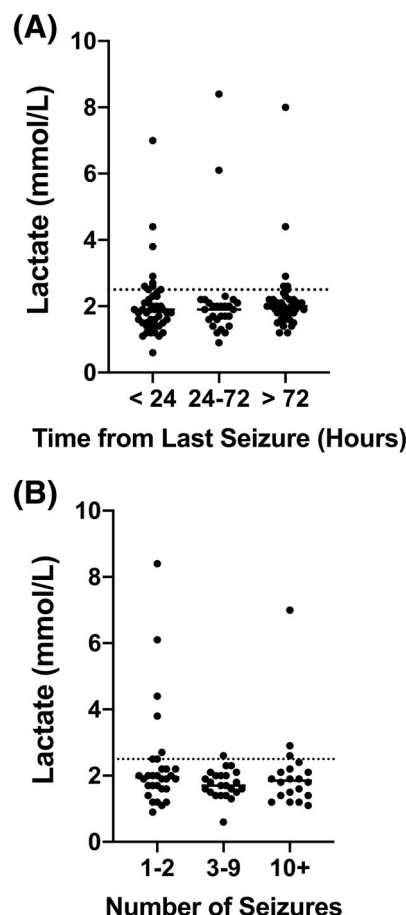 (A)
10
8
6
4
2
0
Lactate (mmol/L)
< 24 24-72 > 72
Time from Last Seizure (Hours)
(B)
10
8
6
4
2
0
Lactate (mmol/L)
1-2 3-9 10+
Number of Seizures